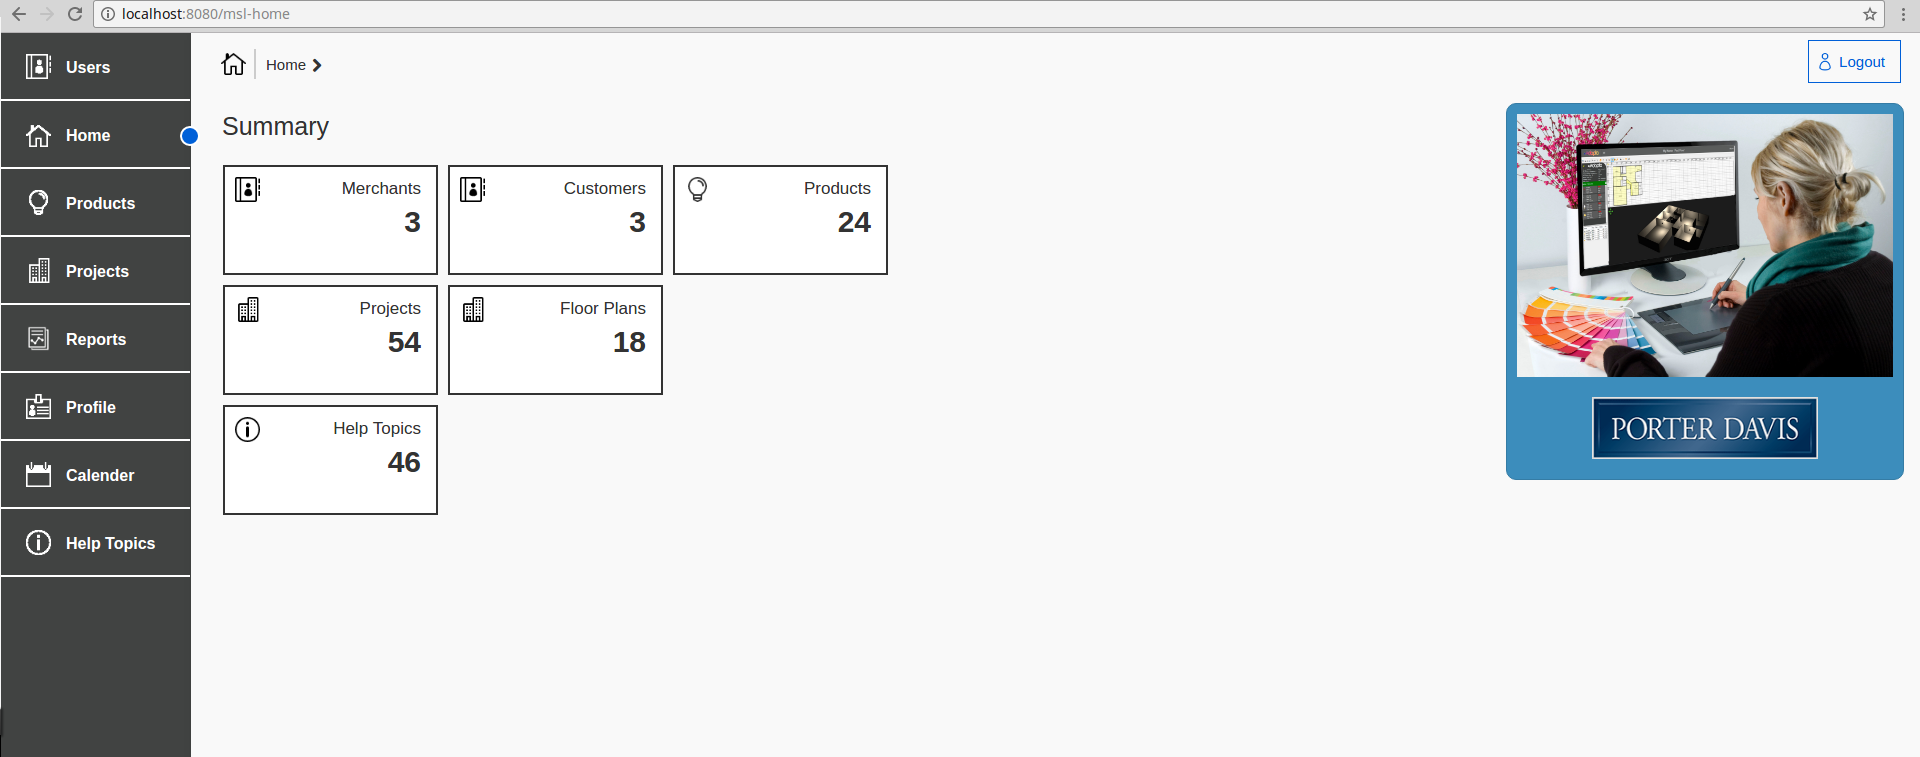 localhost:8080/msl-home
Users
Home
Products
Projects
Reports
Profile
Calender
Help Topics
Home
Logout
Summary
Merchants
3
Customers
3
Products
24
Projects
54
Floor Plans
18
Help Topics
46
PORTER DAVIS